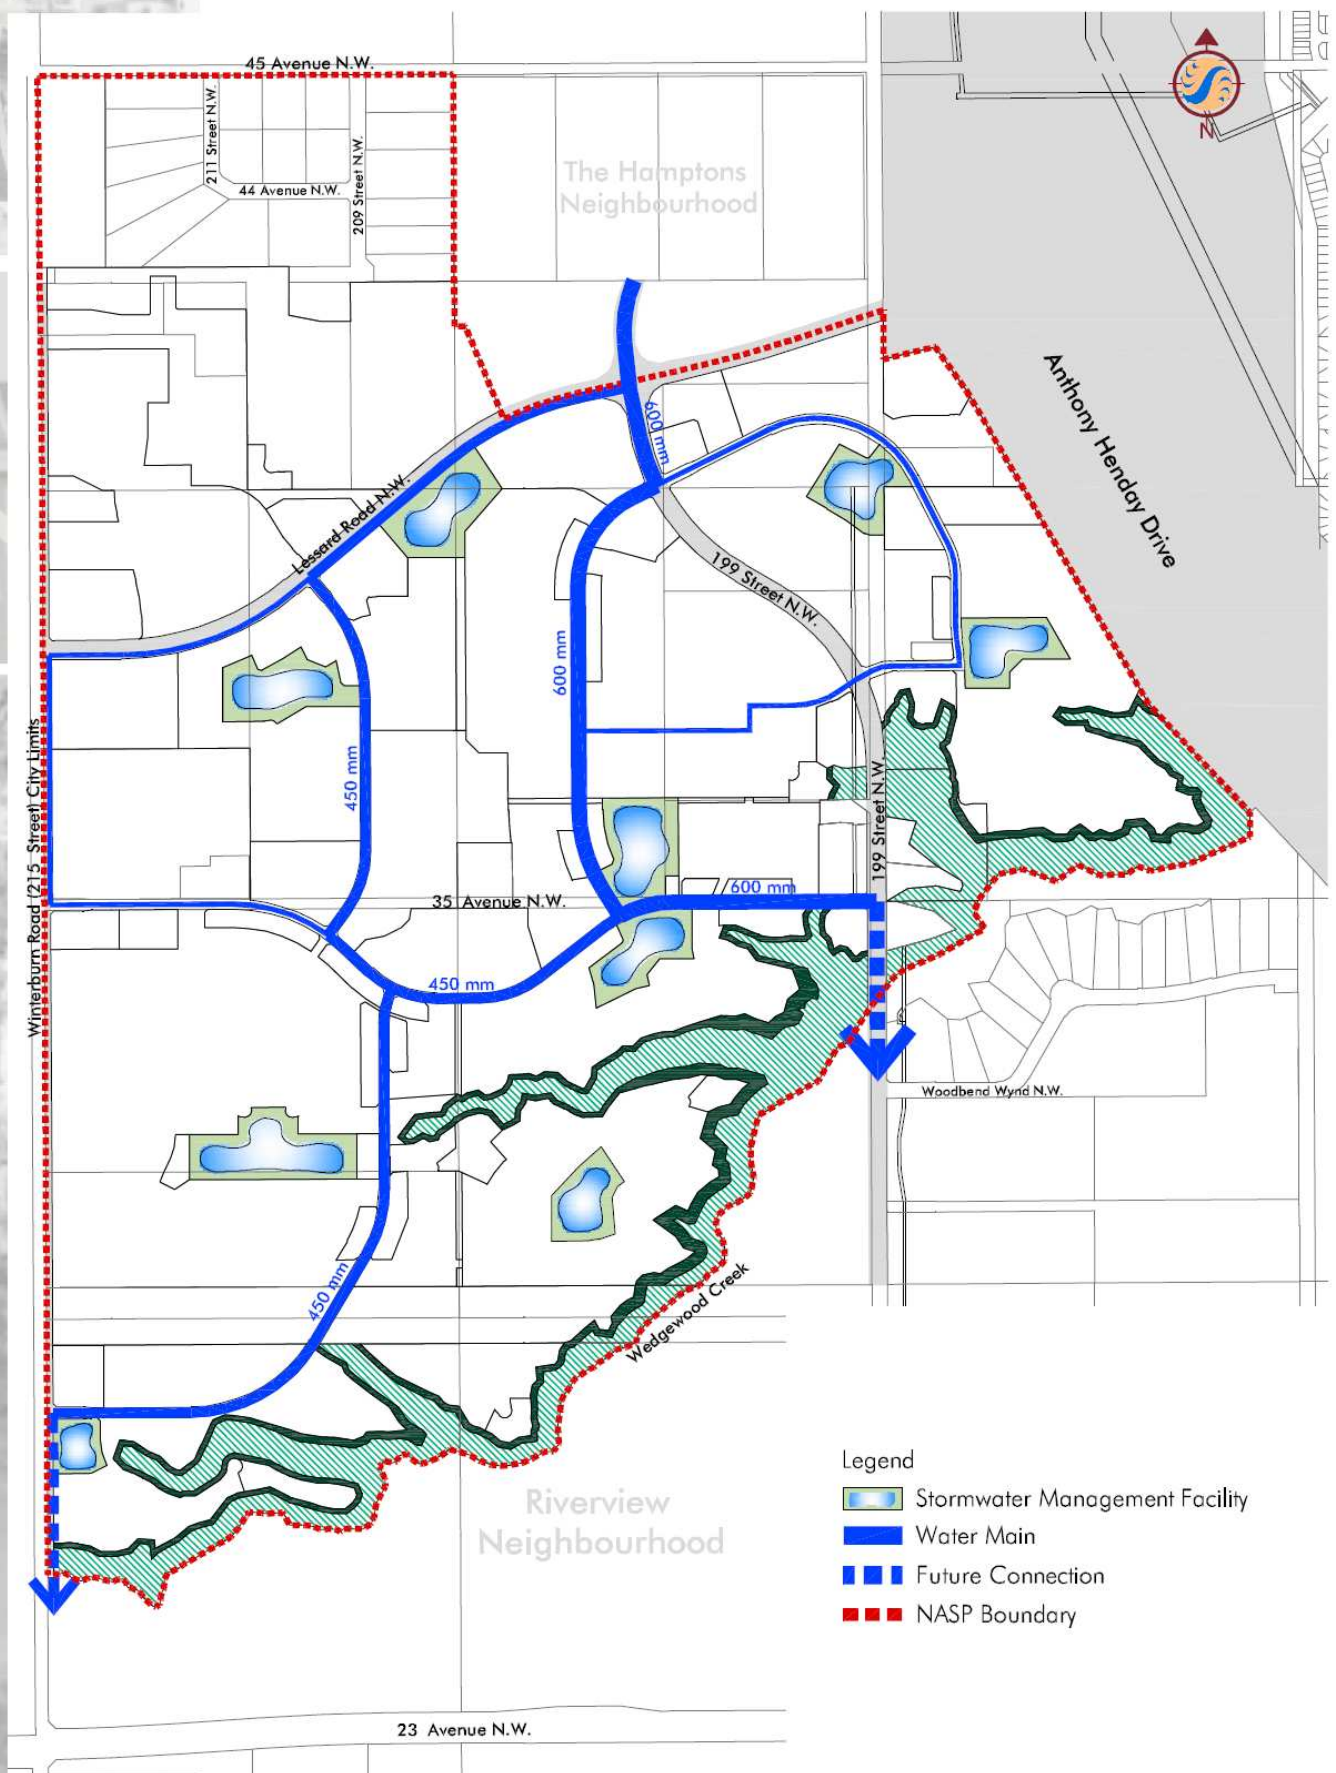 45 Avenue N.W.
211 Street N.W.
44 Avenue N.W.
209 Street N.W.
The Hamptons
Neighbourhood
N
Anthony Henday Drive
600 mm
Lessard Road N.W.
199 Street N.W.
600 mm
450 mm
Winterburn Road (215 Street) City Limits
199 Street N.W.
600 mm
35 Avenue N.W.
450 mm
Woodbend Wynd N.W.
450 mm
Wedgewood Creek
Riverview
Neighbourhood
Legend
Stormwater Management Facility
Water Main
Future Connection
NASP Boundary
23 Avenue N.W.